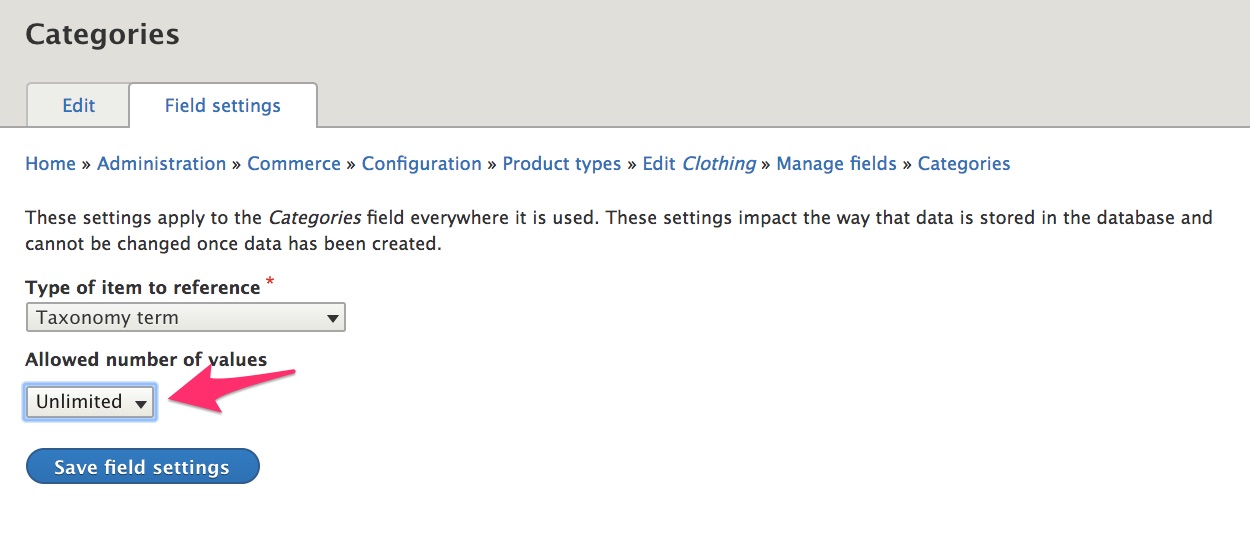 Categories
Edit
Field settings
Home » Administration » Commerce » Configuration » Product types » Edit Clothing » Manage fields » Categories
These settings apply to the Categories field everywhere it is used. These settings impact the way that data is stored in the database and
cannot be changed once data has been created.
Type of item to reference *
Taxonomy term
Allowed number of values
Unlimited
Save field settings